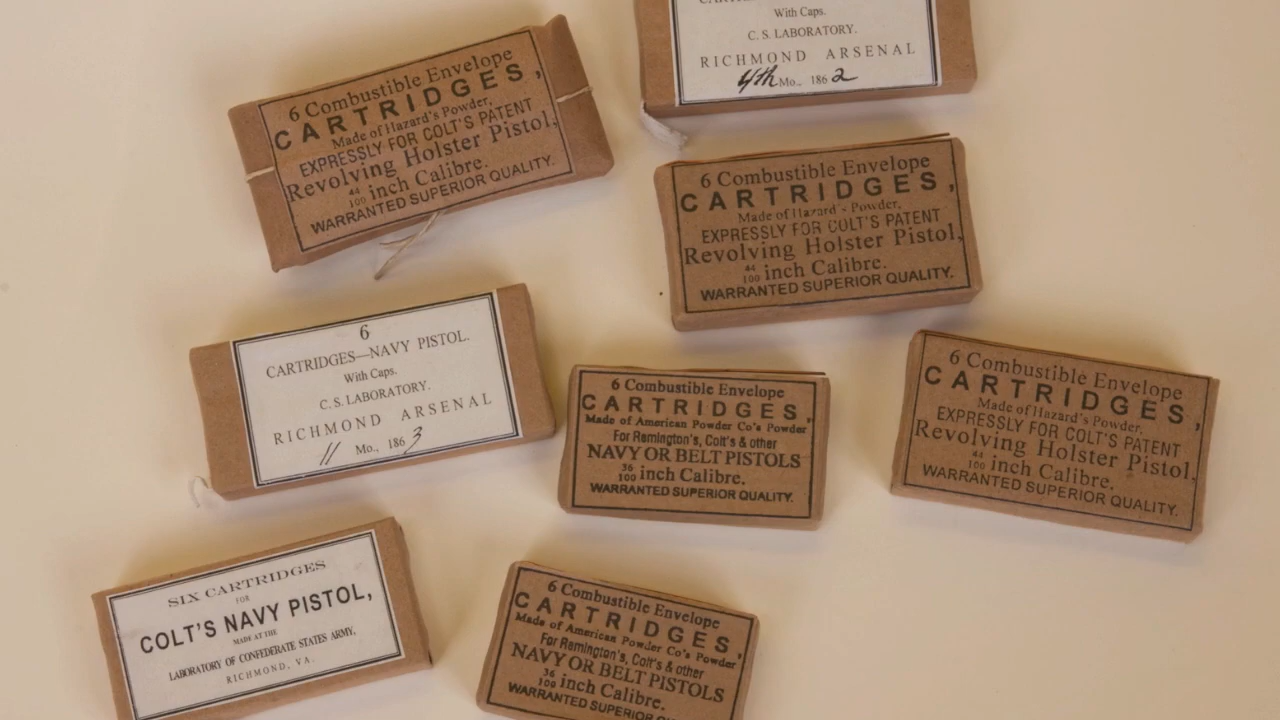 6 Combustible Envelope
CARTRIDGES,
Made of Hazard's Powder,
EXPRESSLY FOR COLT'S PATENT
Revolving Holster Pistol,
44/100 inch Calibre.
WARRANTED SUPERIOR QUALITY.
With Caps.
C. S. LABORATORY.
RICHMOND ARSENAL
4th Mo., 1862
6 Combustible Envelope
CARTRIDGES,
Made of Hazard's Powder,
EXPRESSLY FOR COLT'S PATENT
Revolving Holster Pistol,
44/100 inch Calibre.
WARRANTED SUPERIOR QUALITY.
6
CARTRIDGES—NAVY PISTOL.
With Caps.
C. S. LABORATORY.
RICHMOND ARSENAL
11 Mo., 1863
6 Combustible Envelope
CARTRIDGES,
Made of American Powder Co's Powder
For Remington's, Colt's & other
NAVY OR BELT PISTOLS
36/100 inch Calibre.
WARRANTED SUPERIOR QUALITY.
6 Combustible Envelope
CARTRIDGES,
Made of Hazard's Powder,
EXPRESSLY FOR COLT'S PATENT
Revolving Holster Pistol,
44/100 inch Calibre.
WARRANTED SUPERIOR QUALITY.
SIX CARTRIDGES
FOR
COLT'S NAVY PISTOL,
MADE AT THE
LABORATORY OF CONFEDERATE STATES ARMY,
RICHMOND, VA.
6 Combustible Envelope
CARTRIDGES,
Made of American Powder Co's Powder
For Remington's, Colt's & other
NAVY OR BELT PISTOLS
36/100 inch Calibre.
WARRANTED SUPERIOR